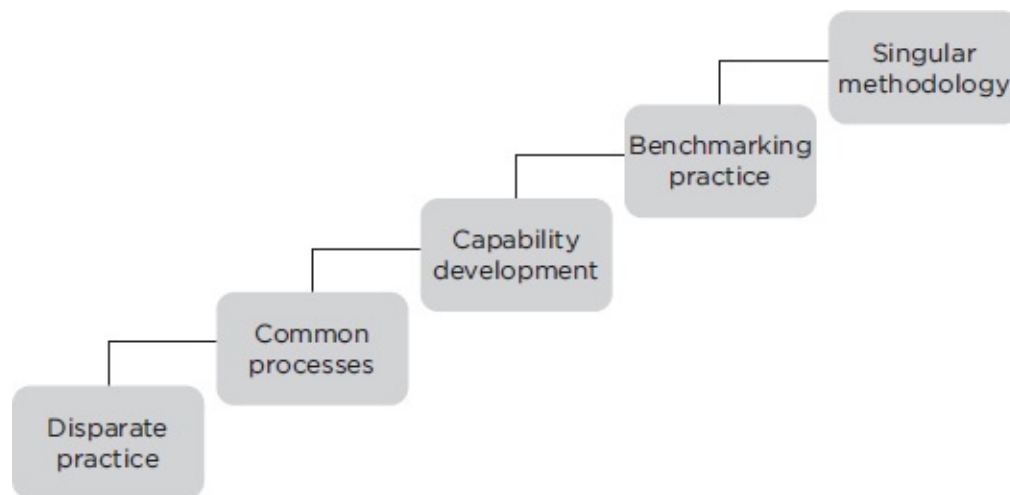 Singular
methodology
Benchmarking
practice
Capability
development
Common
processes
Disparate
practice